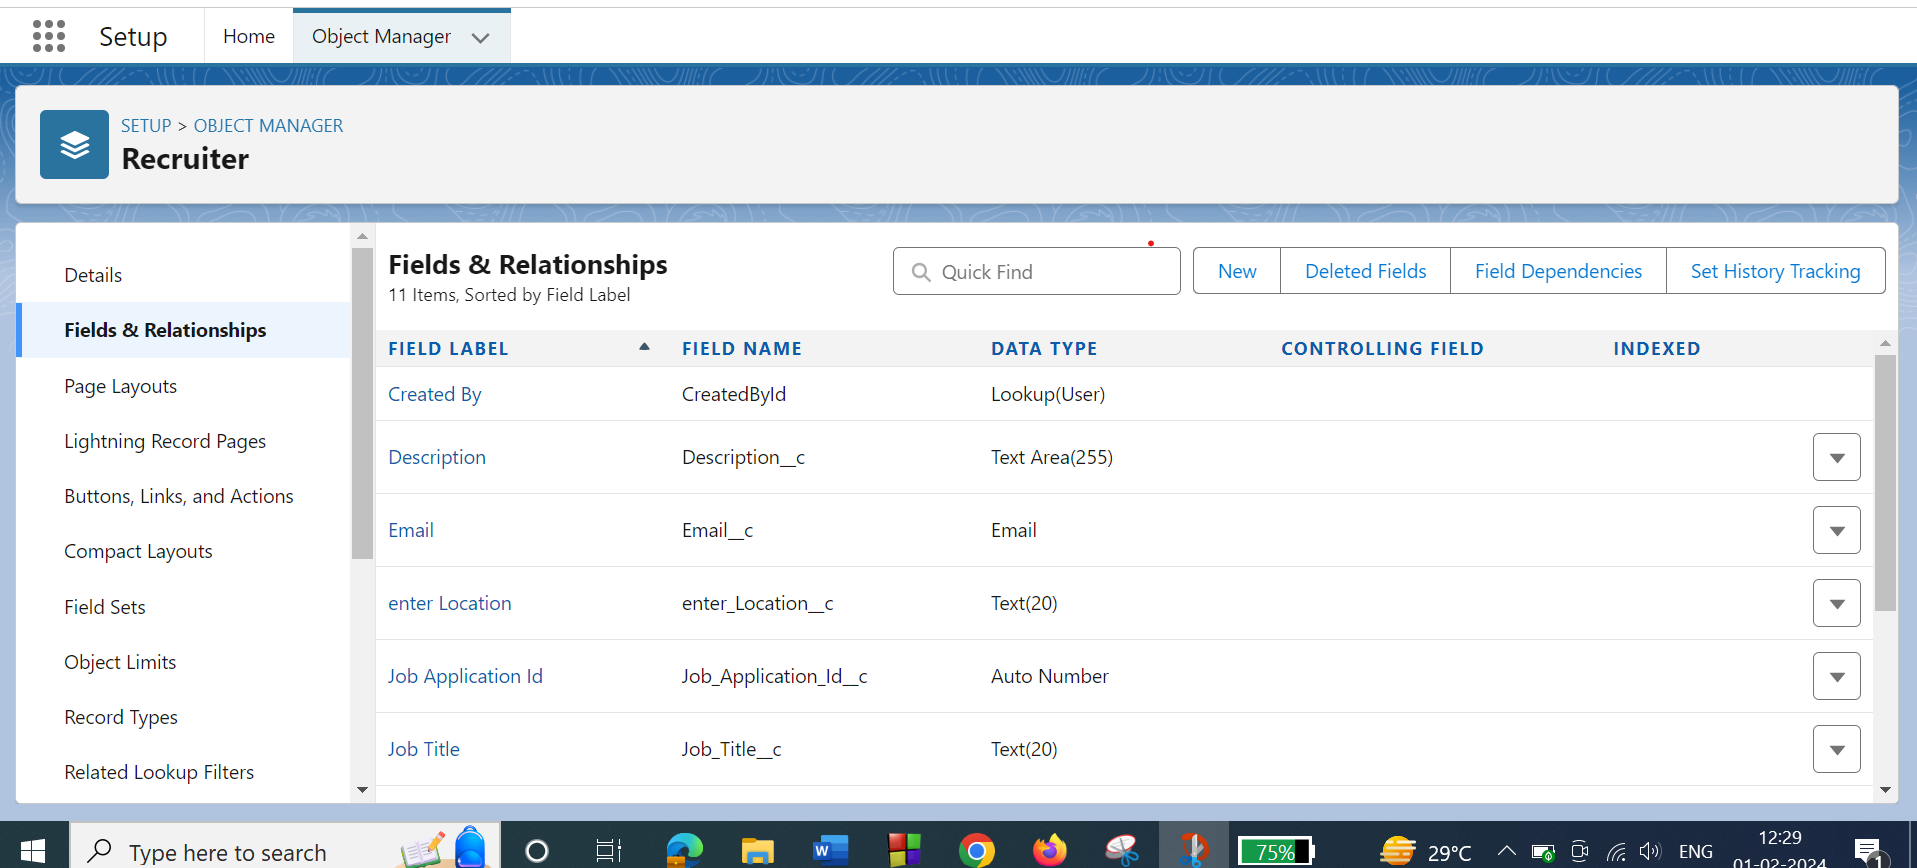 Setup Home Object Manager
SETUP > OBJECT MANAGER
Recruiter
Details
Fields & Relationships
Page Layouts
Lightning Record Pages
Buttons, Links, and Actions
Compact Layouts
Field Sets
Object Limits
Record Types
Related Lookup Filters
Fields & Relationships
11 Items, Sorted by Field Label
Quick Find
New Deleted Fields Field Dependencies Set History Tracking
FIELD LABEL FIELD NAME DATA TYPE CONTROLLING FIELD INDEXED
Created By CreatedById Lookup(User)
Description Description__c Text Area(255)
Email Email__c Email
enter Location enter_Location__c Text(20)
Job Application Id Job_Application_Id__c Auto Number
Job Title Job_Title__c Text(20)
Type here to search
W
75%
29°C
ENG
12:29
01-02-2024
1